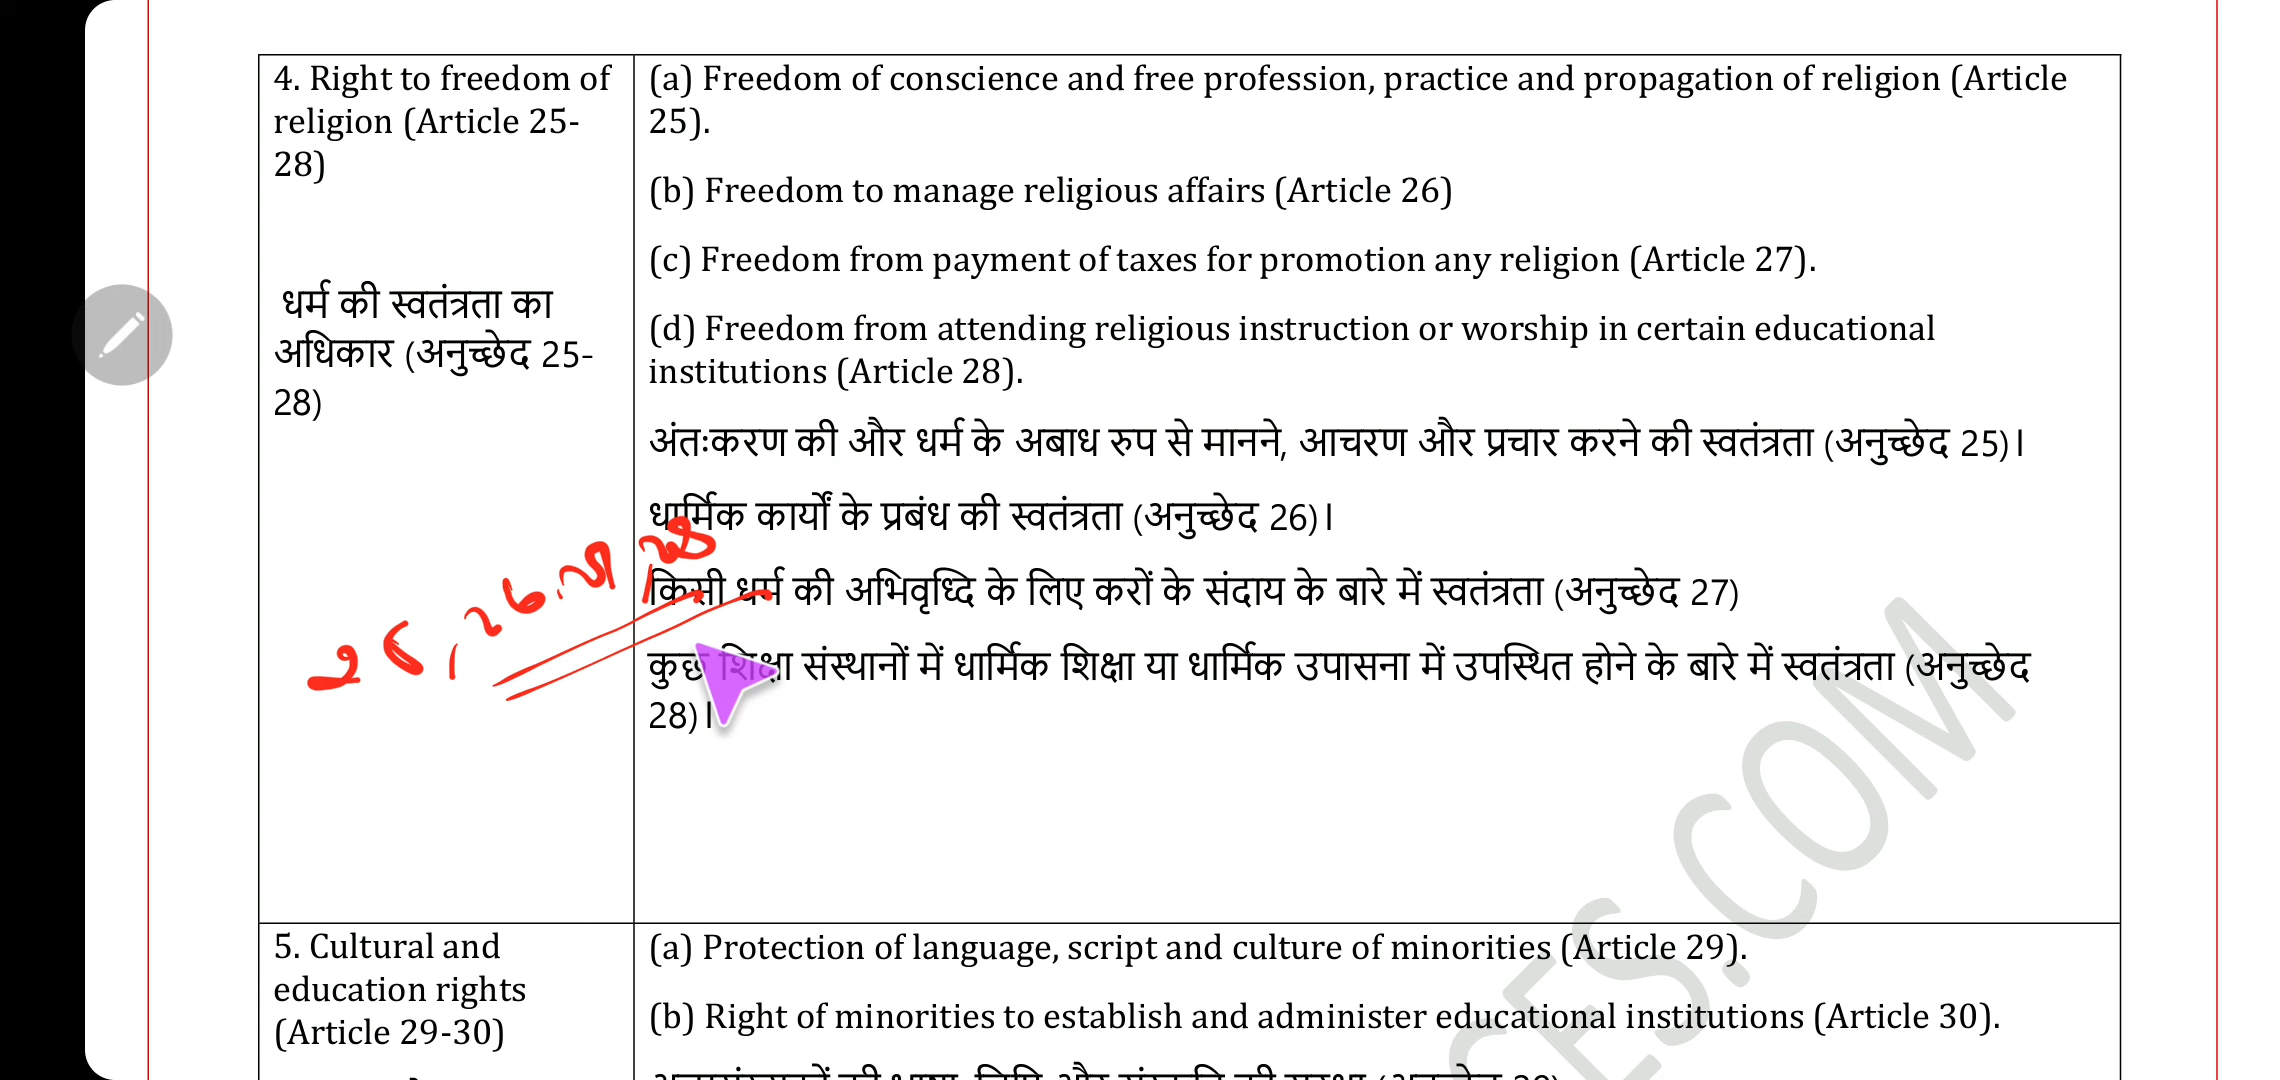 4. Right to freedom of
religion (Article 25-
28)
धर्म की स्वतंत्रता का
अधिकार (अनुच्छेद 25-
28)
(a) Freedom of conscience and free profession, practice and propagation of religion (Article
25).
(b) Freedom to manage religious affairs (Article 26)
(c) Freedom from payment of taxes for promotion any religion (Article 27).
(d) Freedom from attending religious instruction or worship in certain educational
institutions (Article 28).
अंतःकरण की और धर्म के अबाध रुप से मानने, आचरण और प्रचार करने की स्वतंत्रता (अनुच्छेद 25)।
धार्मिक कार्यों के प्रबंध की स्वतंत्रता (अनुच्छेद 26)।
किसी धर्म की अभिवृध्दि के लिए करों के संदाय के बारे में स्वतंत्रता (अनुच्छेद 27)
कुछ शिक्षा संस्थानों में धार्मिक शिक्षा या धार्मिक उपासना में उपस्थित होने के बारे में स्वतंत्रता (अनुच्छेद
28)।
25, 26, 27, 28
5. Cultural and
education rights
(Article 29-30)
(a) Protection of language, script and culture of minorities (Article 29).
(b) Right of minorities to establish and administer educational institutions (Article 30).
CES.COM